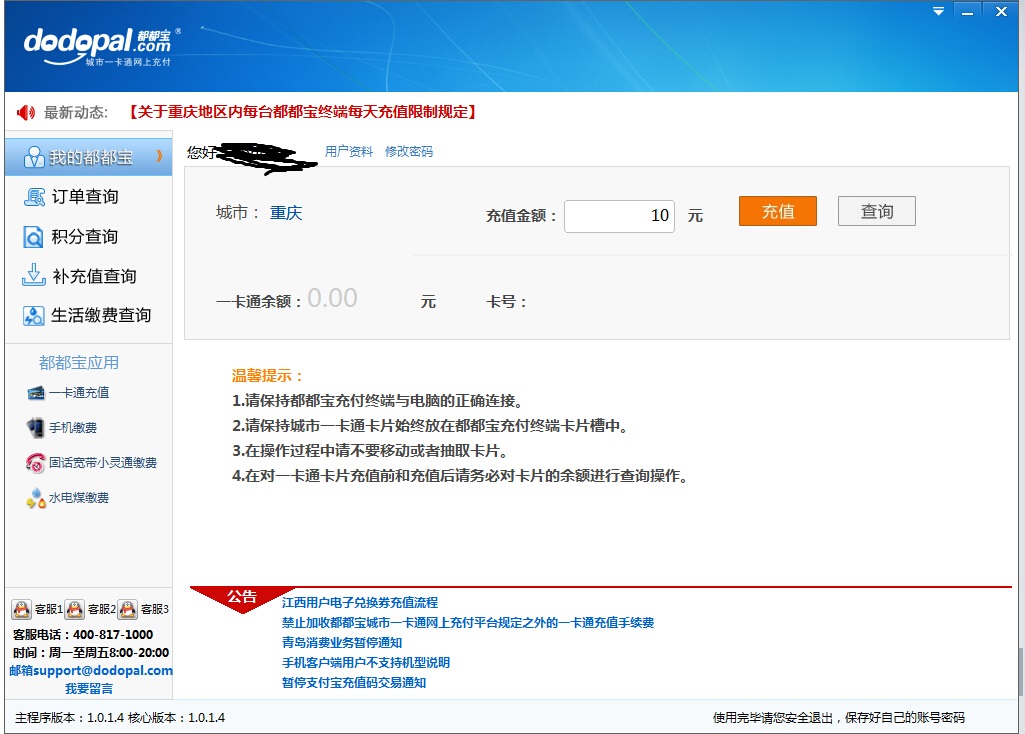 dodopal.com 都都宝®
城市一卡通网上充付
最新动态: 【关于重庆地区内每台都都宝终端每天充值限制规定】
我的都都宝
订单查询
积分查询
补充值查询
生活缴费查询
都都宝应用
一卡通充值
手机缴费
固话宽带小灵通缴费
水电煤缴费
客服1 客服2 客服3
客服电话：400-817-1000
时间：周一至周五8:00-20:00
邮箱support@dodopal.com
我要留言
您好 用户资料 修改密码
城市： 重庆 充值金额： 10 元 充值 查询
一卡通余额：0.00 元 卡号：
温馨提示：
1.请保持都都宝充付终端与电脑的正确连接。
2.请保持城市一卡通卡片始终放在都都宝充付终端卡片槽中。
3.在操作过程中请不要移动或者抽取卡片。
4.在对一卡通卡片充值前和充值后请务必对卡片的余额进行查询操作。
公告
江西用户电子兑换券充值流程
禁止加收都都宝城市一卡通网上充付平台规定之外的一卡通充值手续费
青岛消费业务暂停通知
手机客户端用户不支持机型说明
暂停支付宝充值码交易通知
主程序版本：1.0.1.4 核心版本：1.0.1.4
使用完毕请您安全退出，保存好自己的账号密码